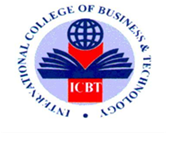 INTERNATIONAL COLLEGE OF BUSINESS & TECHNOLOGY
ICBT